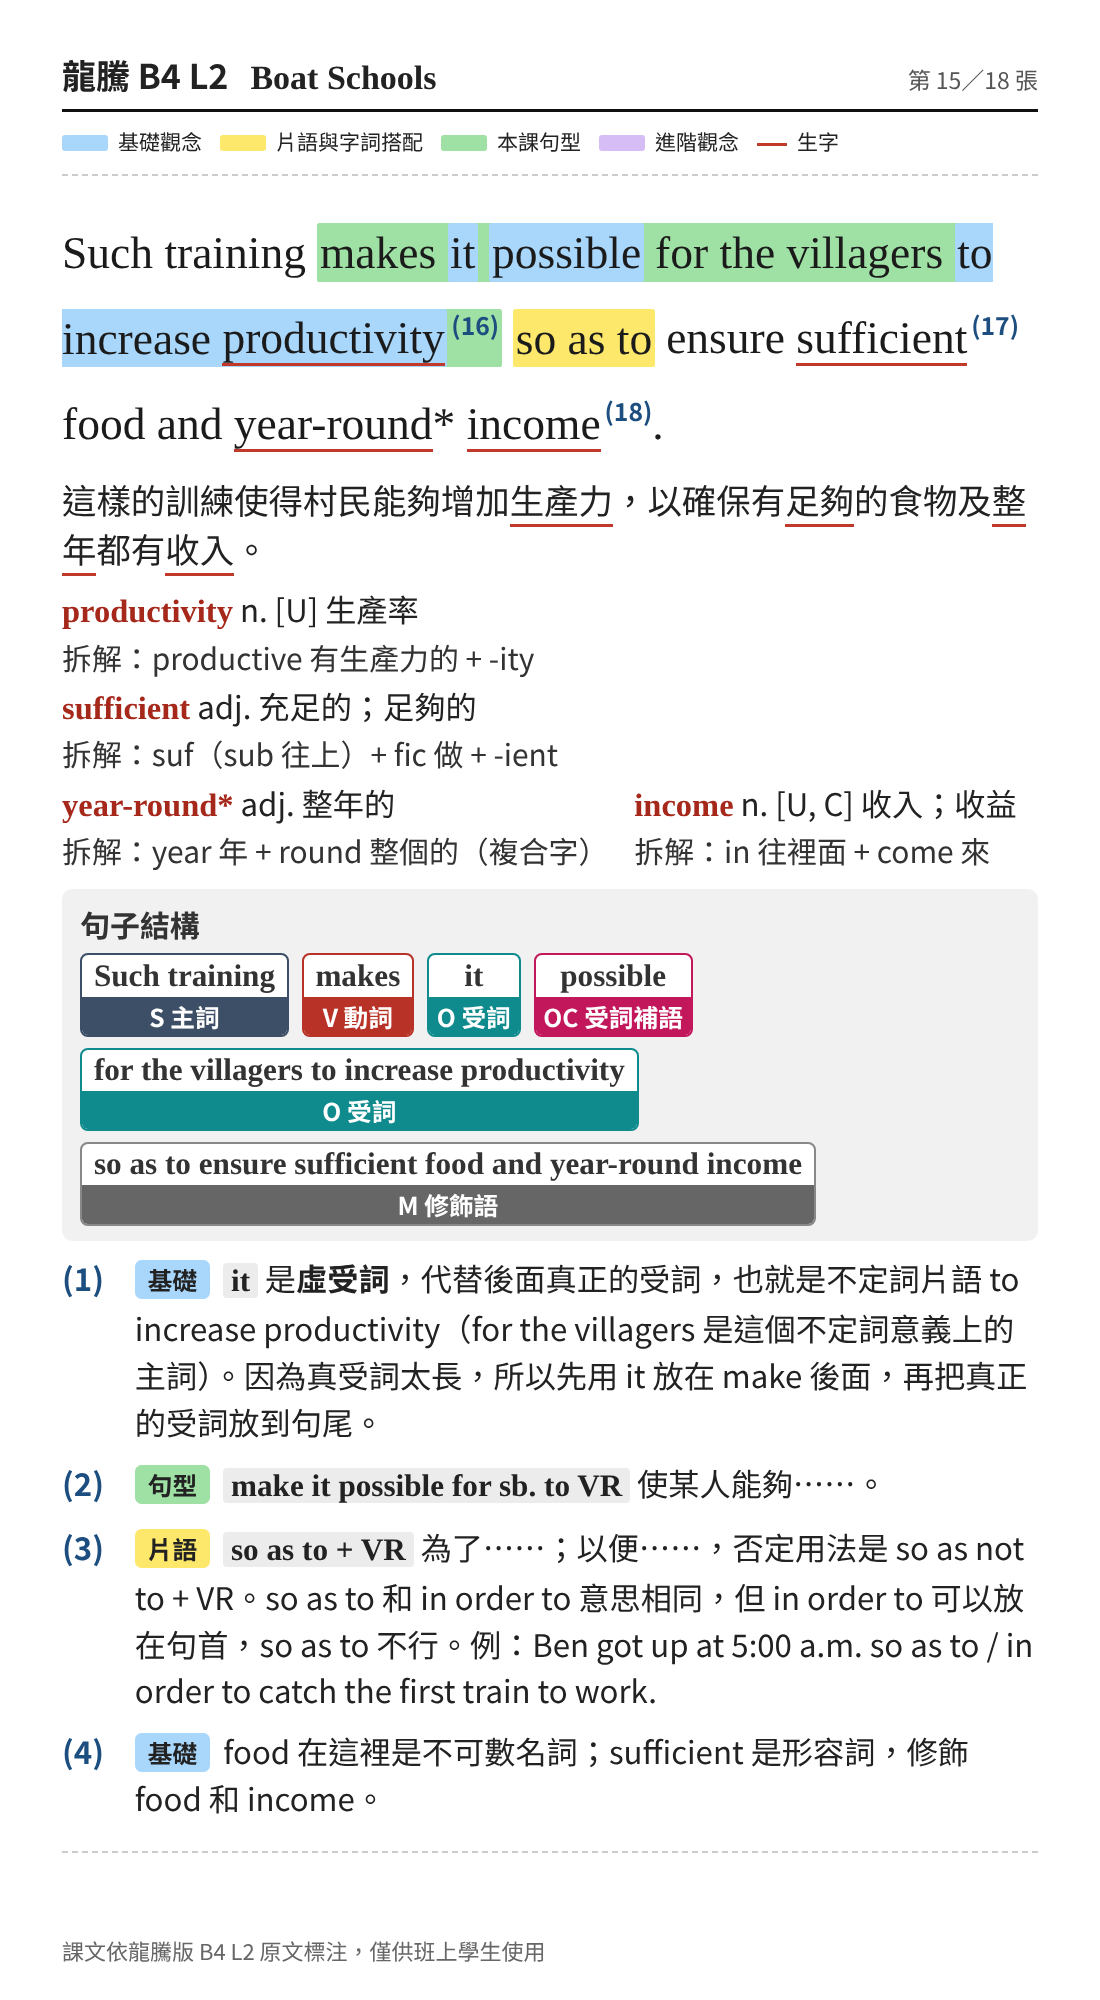 龍騰 B4 L2 Boat Schools
第 15／18 張
基礎觀念 片語與字詞搭配 本課句型 進階觀念 生字
Such training makes it possible for the villagers to
increase productivity(16) so as to ensure sufficient(17)
food and year-round* income(18).
這樣的訓練使得村民能夠增加生產力，以確保有足夠的食物及整
年都有收入。
productivity n. [U] 生產率
拆解：productive 有生產力的 + -ity
sufficient adj. 充足的；足夠的
拆解：suf（sub 往上）+ fic 做 + -ient
year-round* adj. 整年的
拆解：year 年 + round 整個的（複合字）
income n. [U, C] 收入；收益
拆解：in 往裡面 + come 來
句子結構
Such training makes it possible
S 主詞 V 動詞 O 受詞 OC 受詞補語
for the villagers to increase productivity
O 受詞
so as to ensure sufficient food and year-round income
M 修飾語
(1) 基礎 it 是虛受詞，代替後面真正的受詞，也就是不定詞片語 to
increase productivity（for the villagers 是這個不定詞意義上的
主詞）。因為真受詞太長，所以先用 it 放在 make 後面，再把真正
的受詞放到句尾。
(2) 句型 make it possible for sb. to VR 使某人能夠⋯⋯。
(3) 片語 so as to + VR 為了⋯⋯；以便⋯⋯，否定用法是 so as not
to + VR。so as to 和 in order to 意思相同，但 in order to 可以放
在句首，so as to 不行。例：Ben got up at 5:00 a.m. so as to / in
order to catch the first train to work.
(4) 基礎 food 在這裡是不可數名詞；sufficient 是形容詞，修飾
food 和 income。
課文依龍騰版 B4 L2 原文標注，僅供班上學生使用